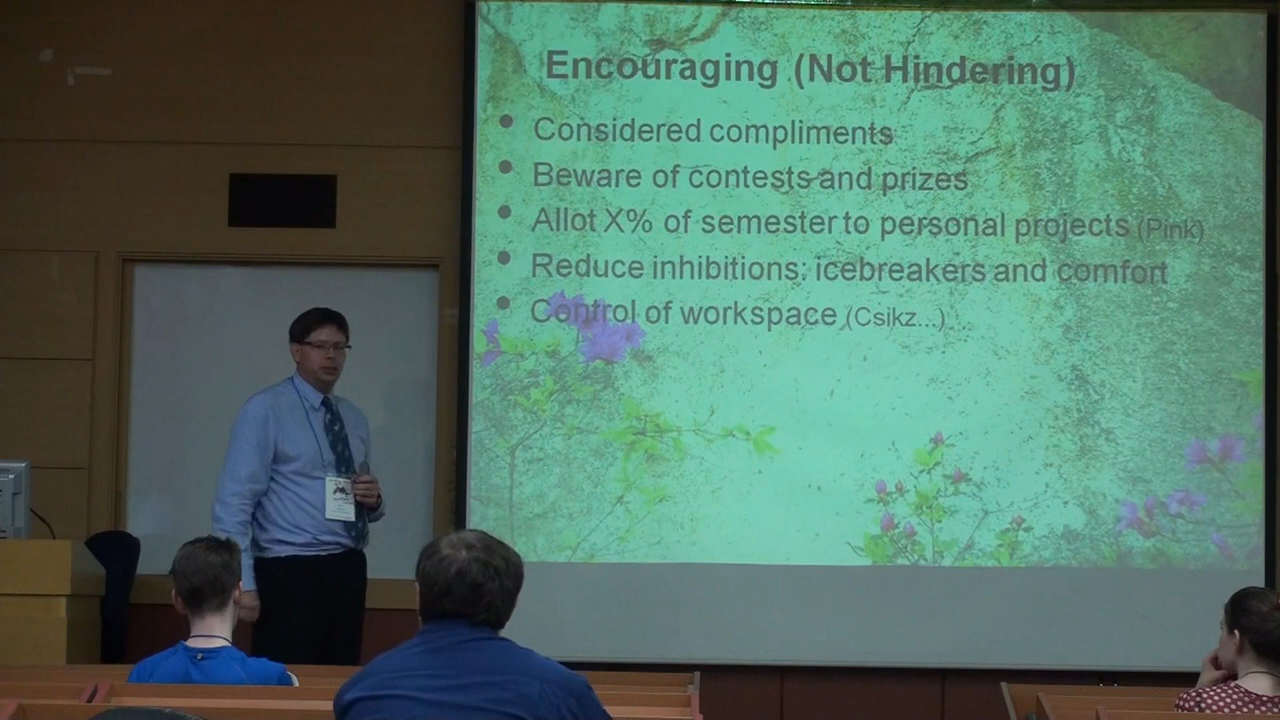 Encouraging (Not Hindering)
• Considered compliments
• Beware of contests and prizes
• Allot X% of semester to personal projects (Pink)
• Reduce inhibitions: icebreakers and comfort
• Control of workspace (Csikz...)